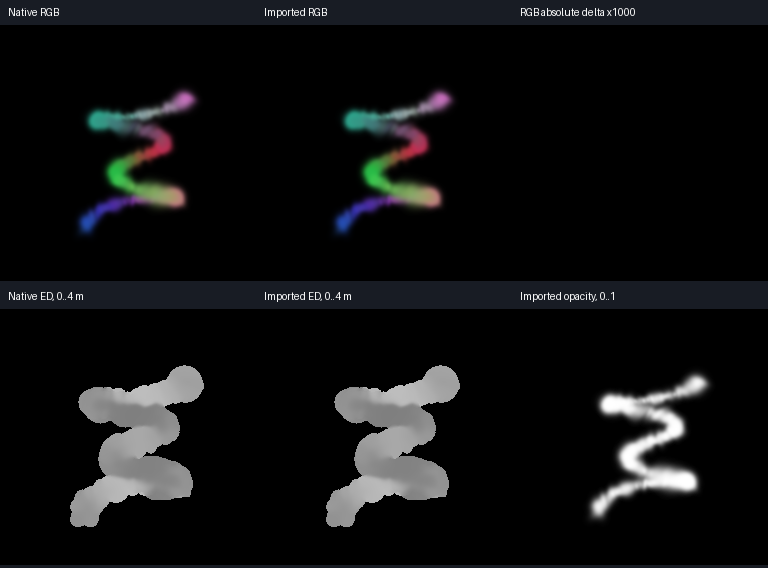 Native RGB
Imported RGB
RGB absolute delta x1000
Native ED, 0..4 m
Imported ED, 0..4 m
Imported opacity, 0..1